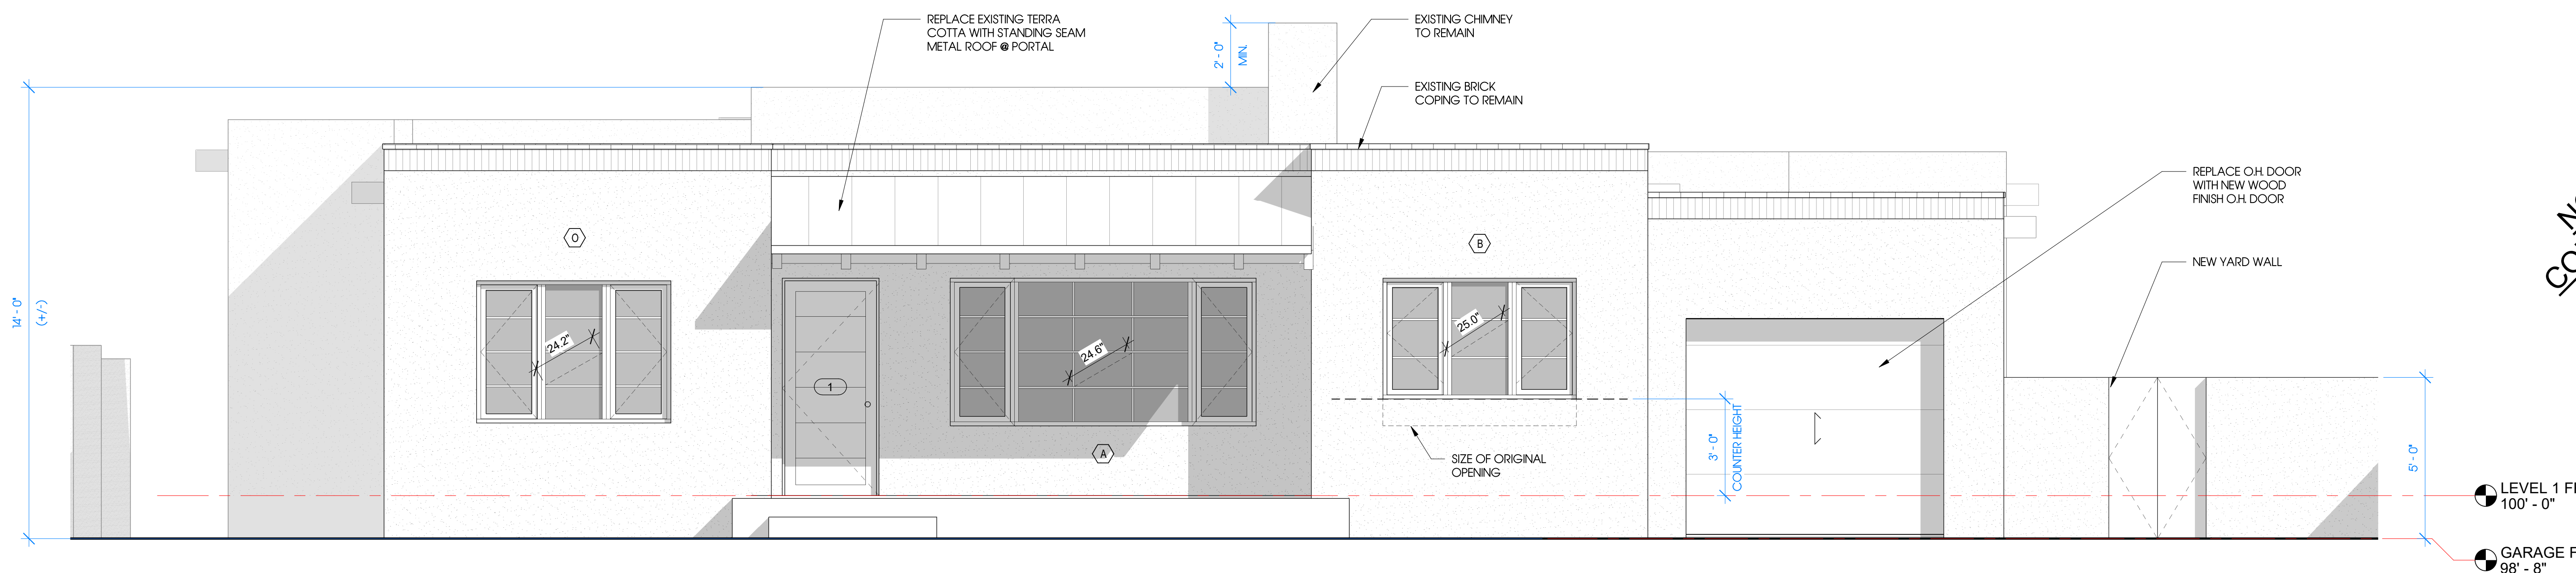 REPLACE EXISTING TERRA
COTTA WITH STANDING SEAM
METAL ROOF @ PORTAL
2' - 0"
MIN.
EXISTING CHIMNEY
TO REMAIN
EXISTING BRICK
COPING TO REMAIN
REPLACE O.H. DOOR
WITH NEW WOOD
FINISH O.H. DOOR
NEW YARD WALL
14' - 0"
(+/-)
O
B
24.2"
1
24.6"
A
25.0"
SIZE OF ORIGINAL
OPENING
3' - 0"
COUNTER HEIGHT
5' - 0"
LEVEL 1
100' - 0"
GARAGE
98' - 8"